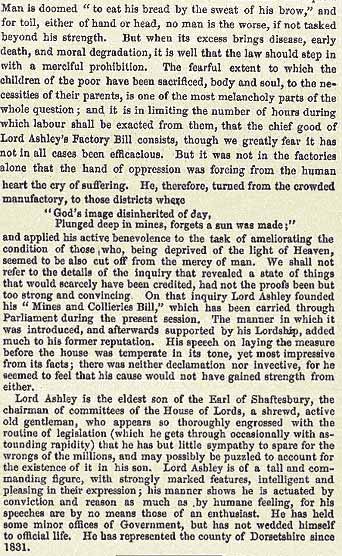 Man is doomed " to eat his bread by the sweat of his brow," and
for toil, either of hand or head, no man is the worse, if not tasked
beyond his strength. But when its excess brings disease, early
death, and moral degradation, it is well that the law should step in
with a merciful prohibition. The fearful extent to which the
children of the poor have been sacrificed, body and soul, to the ne-
cessities of their parents, is one of the most melancholy parts of the
whole question; and it is in limiting the number of hours during
which labour shall be exacted from them, that the chief good of
Lord Ashley's Factory Bill consists, though we greatly fear it has
not in all cases been efficacious. But it was not in the factories
alone that the hand of oppression was forcing from the human
heart the cry of suffering. He, therefore, turned from the crowded
manufactory, to those districts where
" God's image disinherited of day,
Plunged deep in mines, forgets a sun was made;"
and applied his active benevolence to the task of ameliorating the
condition of those who, being deprived of the light of Heaven,
seemed to be also cut off from the mercy of man. We shall not
refer to the details of the inquiry that revealed a state of things
that would scarcely have been credited, had not the proofs been but
too strong and convincing. On that inquiry Lord Ashley founded
his " Mines and Collierie Bill," which has been carried through
Parliament during the present session. The manner in which it
was introduced, and afterwards supported by his Lordship, added
much to his former reputation. His speech on laying the measure
before the house was temperate in its tone, yet most impressive
from its facts; there was neither declamation nor invective, for he
seemed to feel that his cause would not have gained strength from
either.
Lord Ashley is the eldest son of the Earl of Shaftesbury, the
chairman of committees of the House of Lords, a shrewd, active
old gentleman, who appears so thoroughly engrossed with the
routine of legislation (which he gets through occasionally with as-
tounding rapidity) that he has but little sympathy to spare for the
wrongs of the millions, and may possibly be puzzled to account for
the existence of it in his son. Lord Ashley is of a tall and com-
manding figure, with strongly marked features, intelligent and
pleasing in their expression; his manner shows he is actuated by
conviction and reason as much as by humane feeling, for his
speeches are by no means those of an enthusiast. He has held
some minor offices of Government, but has not wedded himself
to official life. He has represented the county of Dorsetshire since
1831.